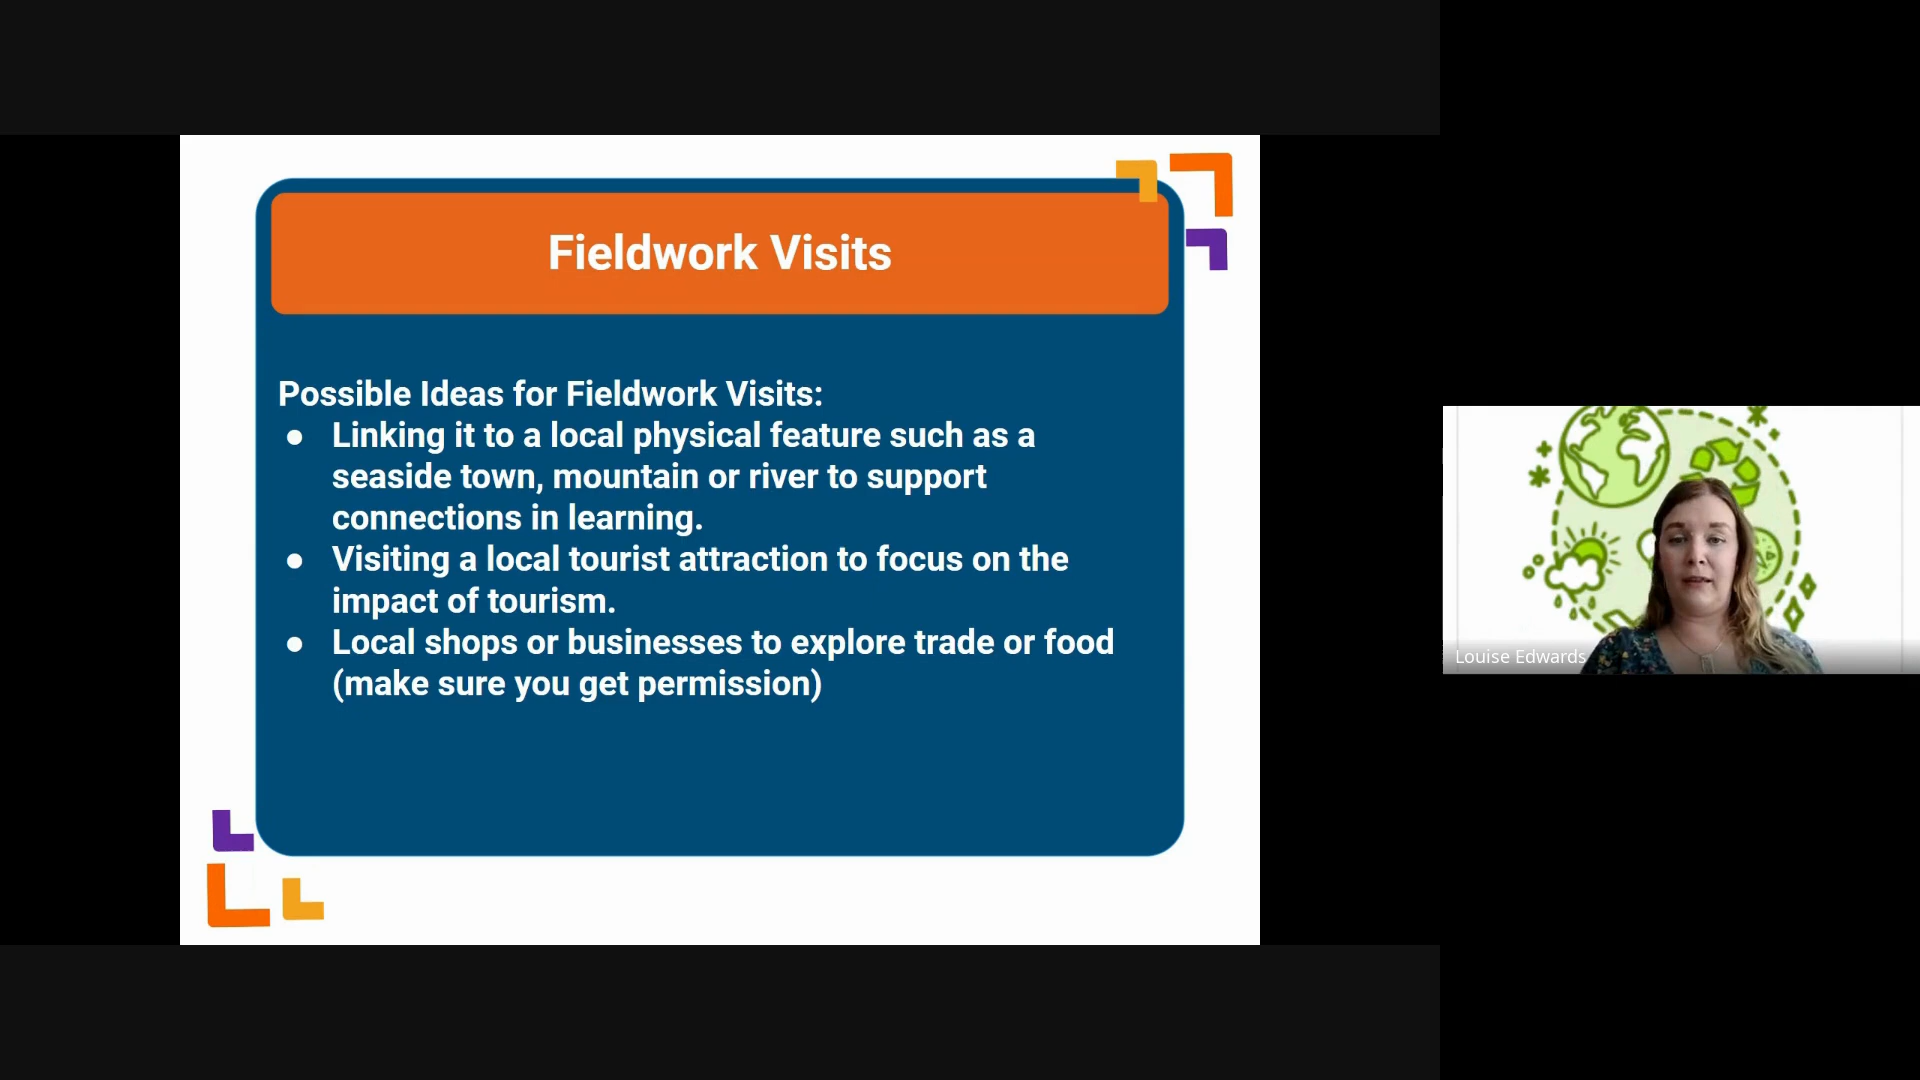 Fieldwork Visits
Possible Ideas for Fieldwork Visits:
● Linking it to a local physical feature such as a
seaside town, mountain or river to support
connections in learning.
● Visiting a local tourist attraction to focus on the
impact of tourism.
● Local shops or businesses to explore trade or food
(make sure you get permission)
Louise Edwards